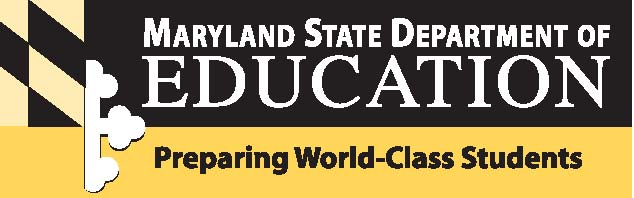 MARYLAND STATE DEPARTMENT OF
EDUCATION
Preparing World-Class Students